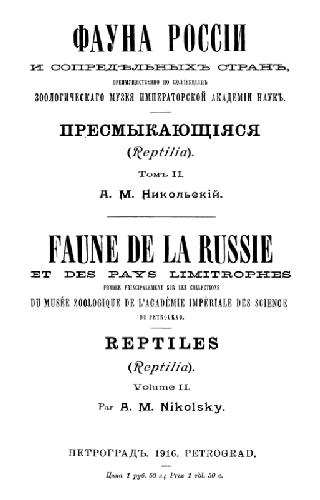 ФАУНА РОССІИ
И СОПРЕДѢЛЬНЫХЪ СТРАНЪ,
ПРЕИМУЩЕСТВЕННО ПО КОЛЛЕКЦІЯМЪ
ЗООЛОГИЧЕСКАГО МУЗЕЯ ИМПЕРАТОРСКОЙ АКАДЕМІИ НАУКЪ.
ПРЕСМЫКАЮЩІЯСЯ
(Reptilia).
Томъ II.
А. М. Никольскій.
FAUNE DE LA RUSSIE
ET DES PAYS LIMITROPHES
FONDÉE PRINCIPALEMENT SUR LES COLLECTIONS
DU MUSÉE ZOOLOGIQUE DE L'ACADÉMIE IMPÉRIALE DES SCIENCE
DE PETROGRAD.
REPTILES
(Reptilia).
Volume II.
Par A. M. Nikolsky.
ПЕТРОГРАДЪ. 1916. PETROGRAD.
Цѣна 1 руб. 50 к; Prix 1 rbl. 50 c.